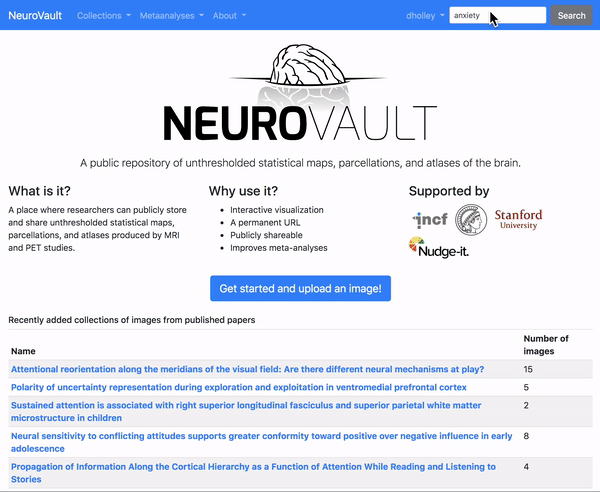 NeuroVault Collections Metaanalyses About dholley anxiety Search
NEUROVAULT
A public repository of unthresholded statistical maps, parcellations, and atlases of the brain.
What is it?
A place where researchers can publicly store
and share unthresholded statistical maps,
parcellations, and atlases produced by MRI
and PET studies.
Why use it?
Interactive visualization
A permanent URL
Publicly shareable
Improves meta-analyses
Supported by
incf
Stanford
University
Nudge-it.
Get started and upload an image!
Recently added collections of images from published papers
Name
Number of
images
Attentional reorientation along the meridians of the visual field: Are there different neural mechanisms at play?
15
Polarity of uncertainty representation during exploration and exploitation in ventromedial prefrontal cortex
5
Sustained attention is associated with right superior longitudinal fasciculus and superior parietal white matter
microstructure in children
2
Neural sensitivity to conflicting attitudes supports greater conformity toward positive over negative influence in early
adolescence
8
Propagation of Information Along the Cortical Hierarchy as a Function of Attention While Reading and Listening to
Stories
4